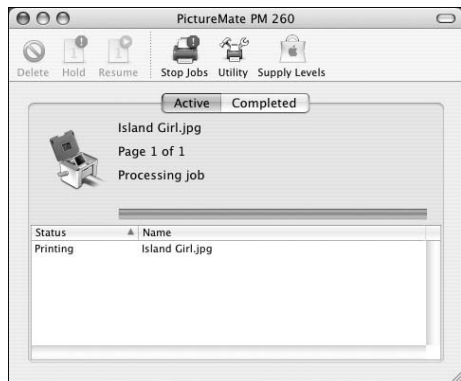 PictureMate PM 260
Delete Hold Resume Stop Jobs Utility Supply Levels
Active Completed
Island Girl.jpg
Page 1 of 1
Processing job
Status Name
Printing Island Girl.jpg